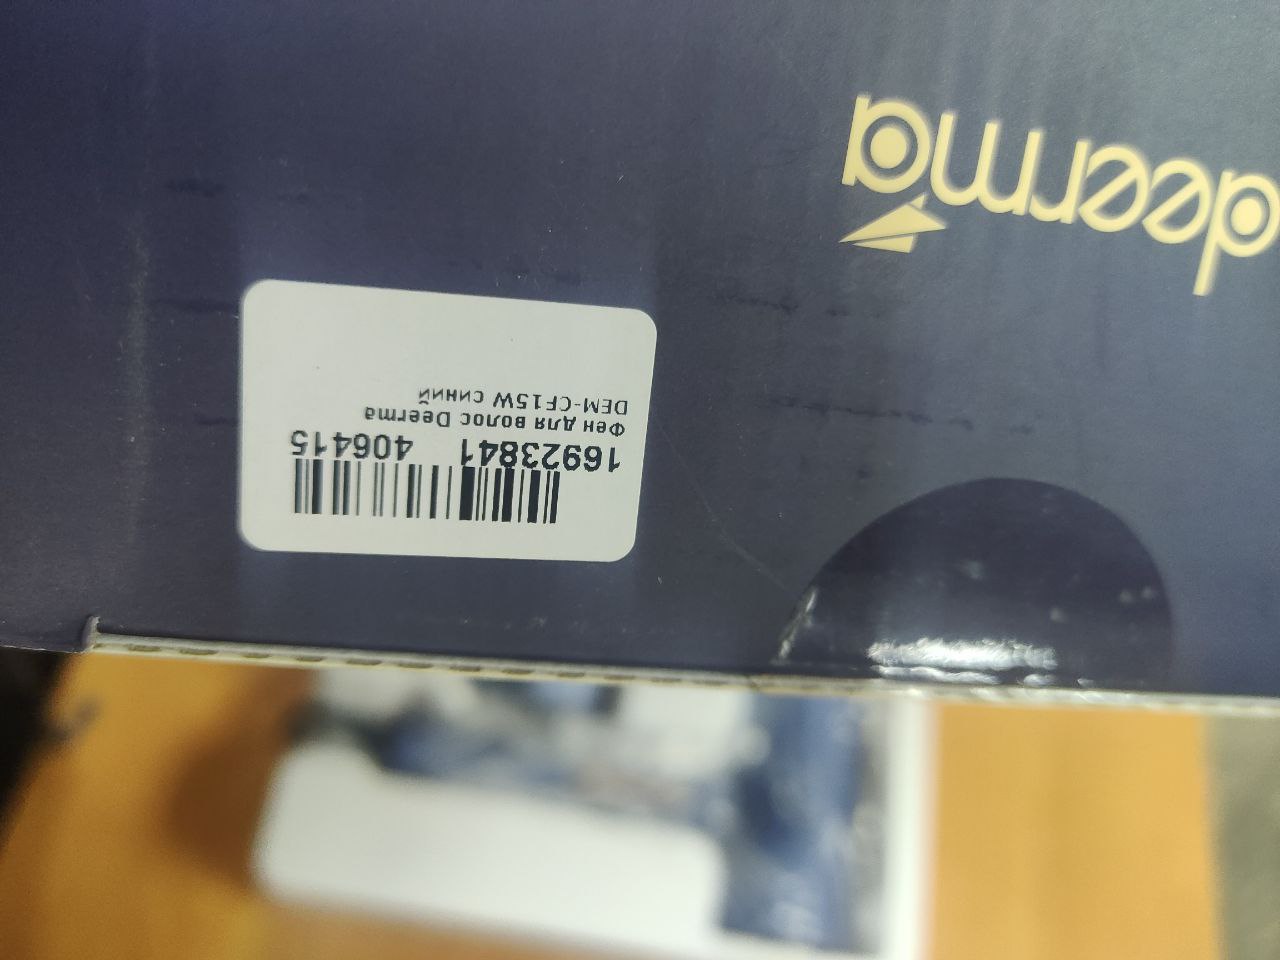 deerma
16923841 406415
Фен для волос Deerma
DEM-CF15W синий